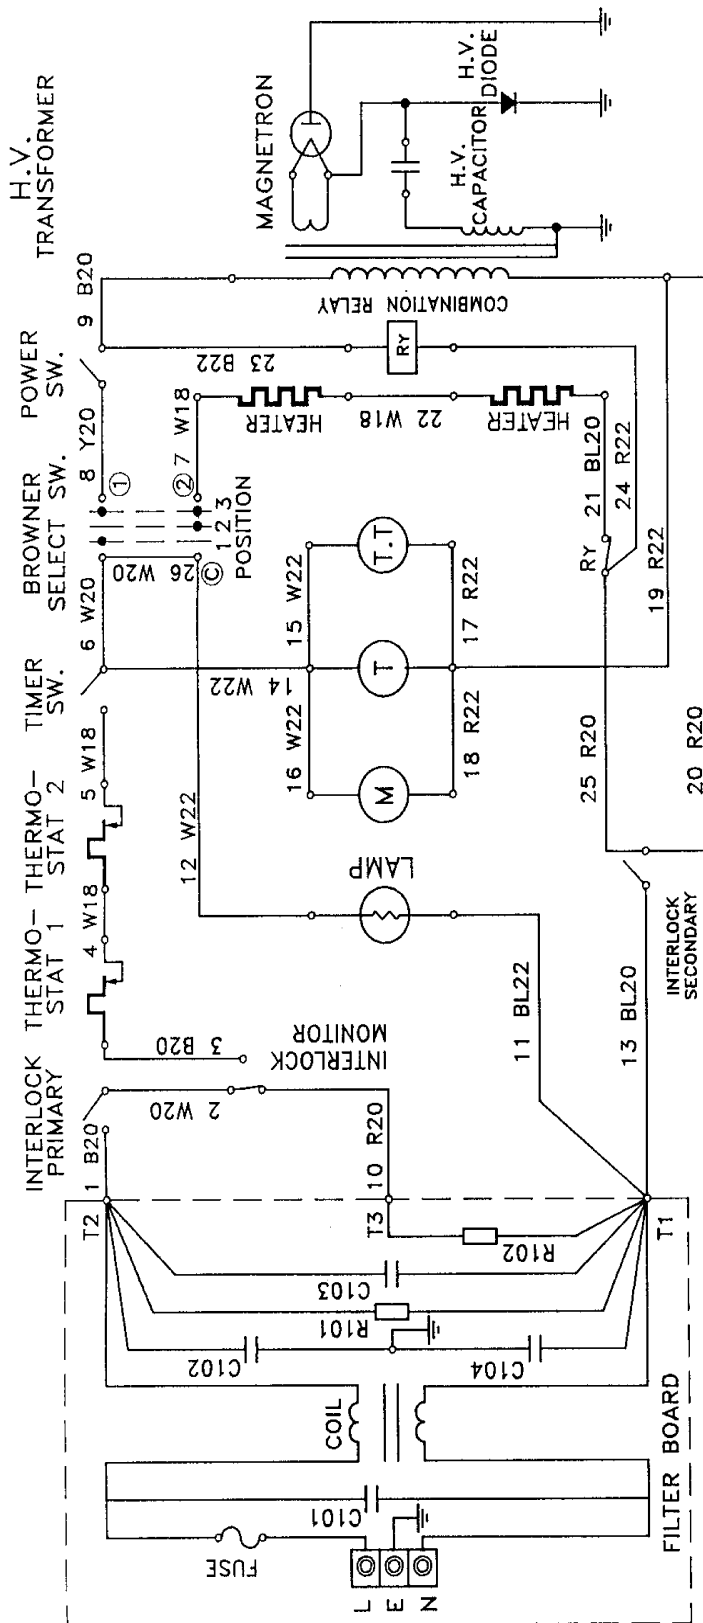 H.V.
TRANSFORMER
MAGNETRON
H.V.
DIODE
H.V.
CAPACITOR
9 B20
COMBINATION RELAY
POWER
SW.
23 B22
RY
8 Y20
7 W18
HEATER
22 W18
HEATER
21 BL20
24 R22
BROWNER
SELECT SW.
1
2
1 2 3
POSITION
26 W20
C
6 W20
15 W22
T.T
17 R22
RY
19 R22
TIMER
SW.
14 W22
T
5 W18
16 W22
M
18 R22
25 R20
20 R20
THERMO-
STAT 2
12 W22
4 W18
THERMO-
STAT 1
LAMP
INTERLOCK
SECONDARY
3 B20
INTERLOCK
MONITOR
11 BL22
13 BL20
INTERLOCK
PRIMARY
2 W20
1 B20
10 R20
T2
T3
T1
R102
C103
R101
C102
C104
COIL
C101
FUSE
L
E
N
FILTER BOARD